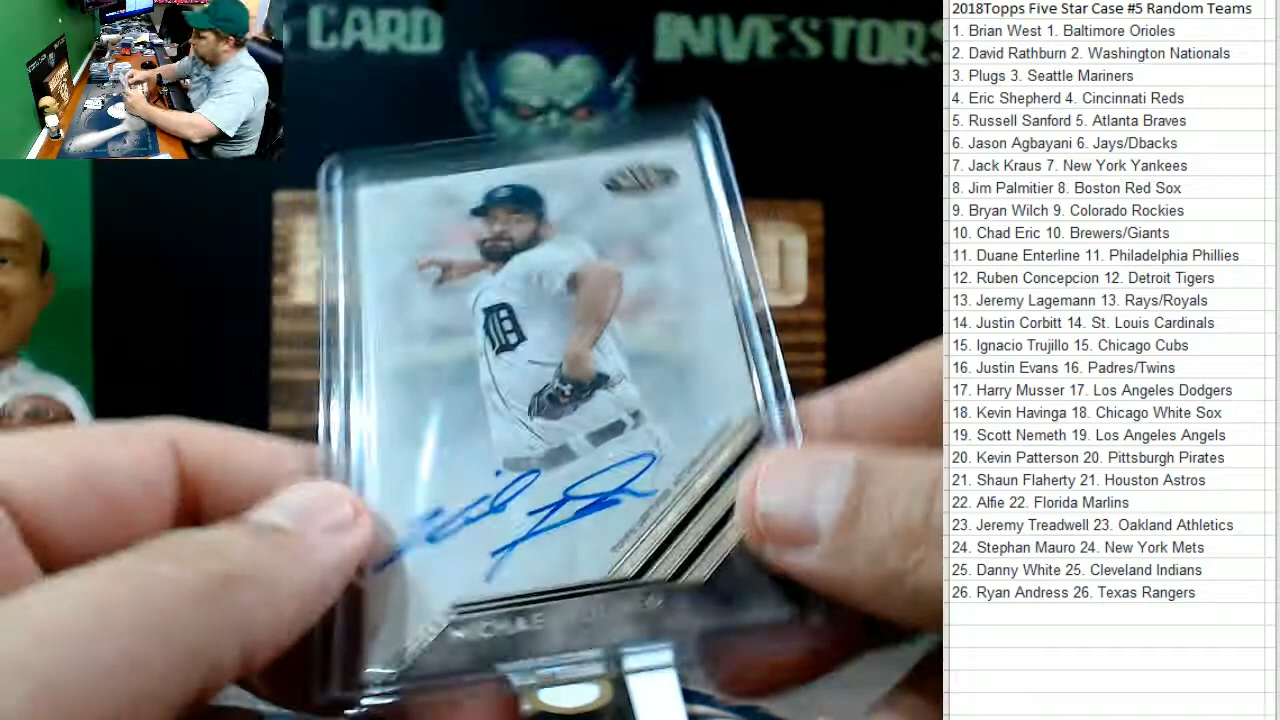 CARD INVESTORS
D
2018Topps Five Star Case #5 Random Teams
1. Brian West 1. Baltimore Orioles
2. David Rathburn 2. Washington Nationals
3. Plugs 3. Seattle Mariners
4. Eric Shepherd 4. Cincinnati Reds
5. Russell Sanford 5. Atlanta Braves
6. Jason Agbayani 6. Jays/Dbacks
7. Jack Kraus 7. New York Yankees
8. Jim Palmitier 8. Boston Red Sox
9. Bryan Wilch 9. Colorado Rockies
10. Chad Eric 10. Brewers/Giants
11. Duane Enterline 11. Philadelphia Phillies
12. Ruben Concepcion 12. Detroit Tigers
13. Jeremy Lagemann 13. Rays/Royals
14. Justin Corbitt 14. St. Louis Cardinals
15. Ignacio Trujillo 15. Chicago Cubs
16. Justin Evans 16. Padres/Twins
17. Harry Musser 17. Los Angeles Dodgers
18. Kevin Havinga 18. Chicago White Sox
19. Scott Nemeth 19. Los Angeles Angels
20. Kevin Patterson 20. Pittsburgh Pirates
21. Shaun Flaherty 21. Houston Astros
22. Alfie 22. Florida Marlins
23. Jeremy Treadwell 23. Oakland Athletics
24. Stephan Mauro 24. New York Mets
25. Danny White 25. Cleveland Indians
26. Ryan Andress 26. Texas Rangers